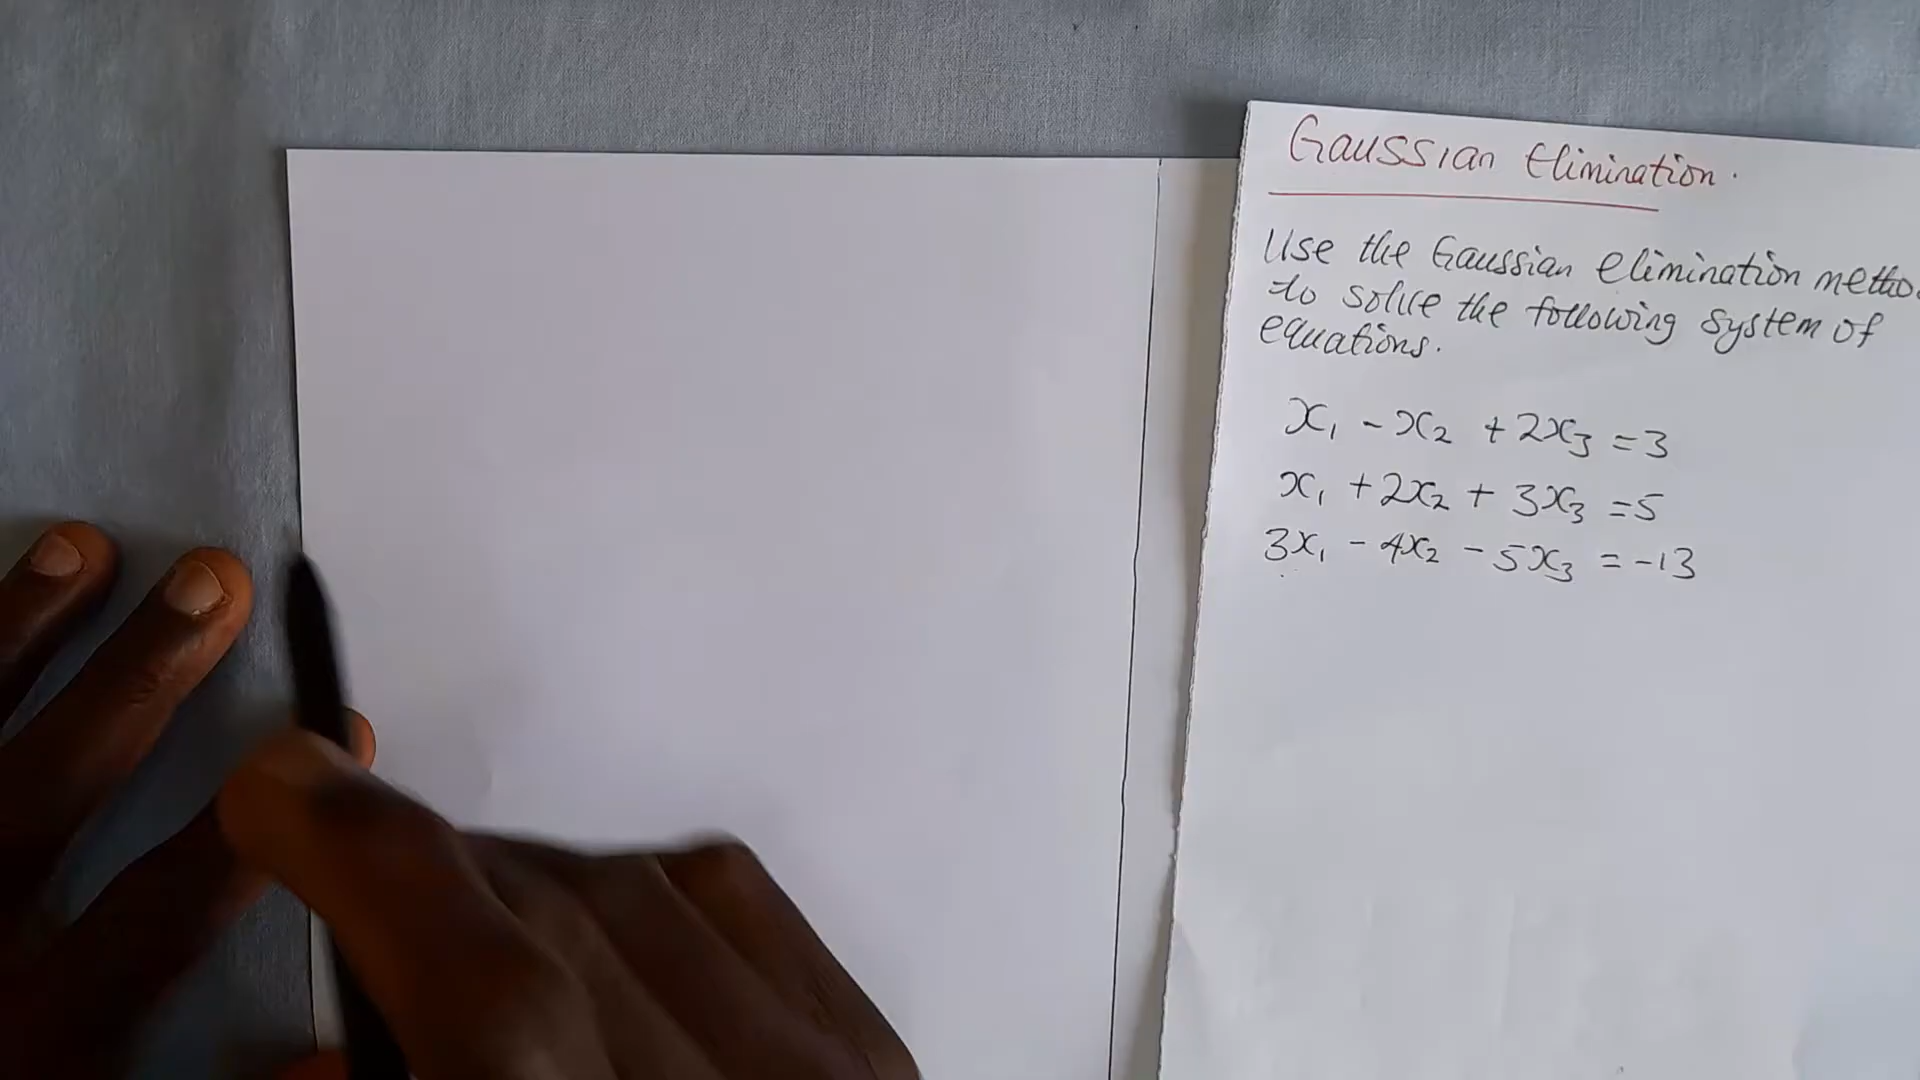 Gaussian Elimination.
Use the Gaussian elimination metho
to solve the following system of
equations.
x₁ - x₂ + 2x₃ = 3
x₁ + 2x₂ + 3x₃ = 5
3x₁ - 4x₂ - 5x₃ = -13